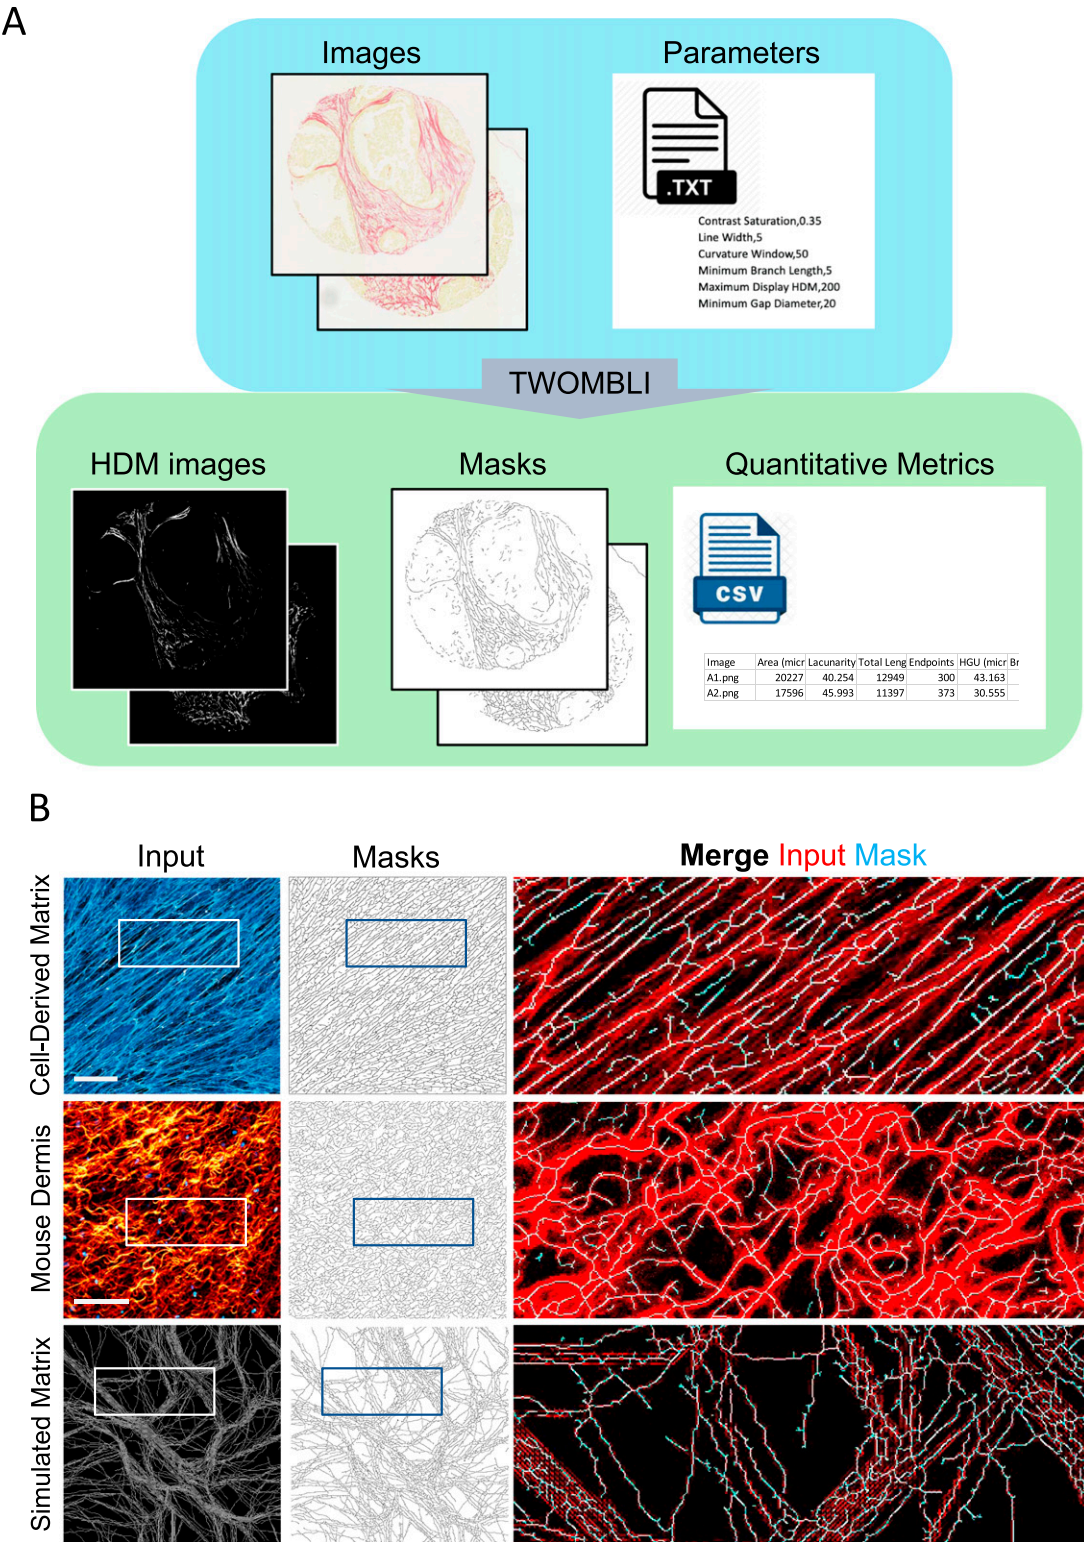 A
Images
Parameters
.TXT
Contrast Saturation,0.35
Line Width,5
Curvature Window,50
Minimum Branch Length,5
Maximum Display HDM,200
Minimum Gap Diameter,20
TWOMBLI
HDM images
Masks
Quantitative Metrics
CSV
Image Area (micr Lacunarity Total Leng Endpoints HGU (micr Br
A1.png 20227 40.254 12949 300 43.163
A2.png 17596 45.993 11397 373 30.555
B
Input
Masks
Merge Input Mask
Cell-Derived Matrix
Mouse Dermis
Simulated Matrix